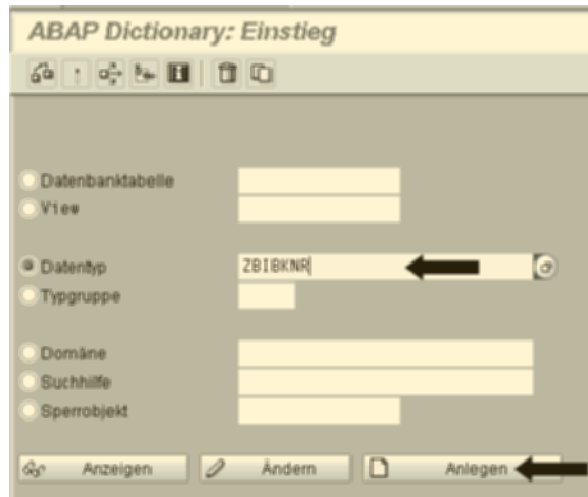 ABAP Dictionary: Einstieg
Datenbanktabelle
View
Datentyp ZBIBKNR
Typgruppe
Domäne
Suchhilfe
Sperrobjekt
Anzeigen Ändern Anlegen